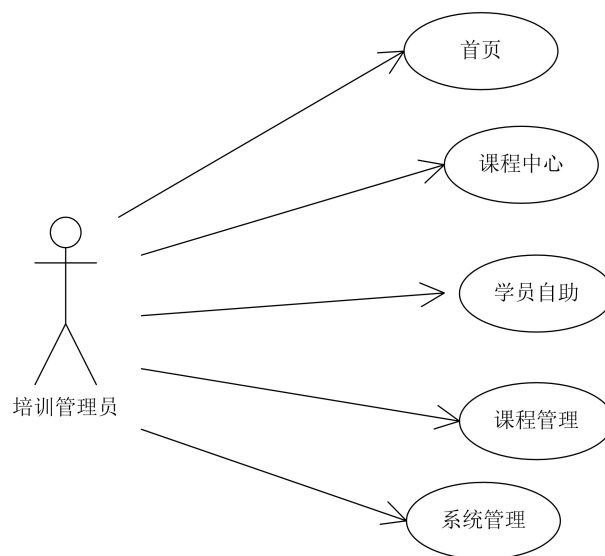 首页
课程中心
学员自助
培训管理员
课程管理
系统管理